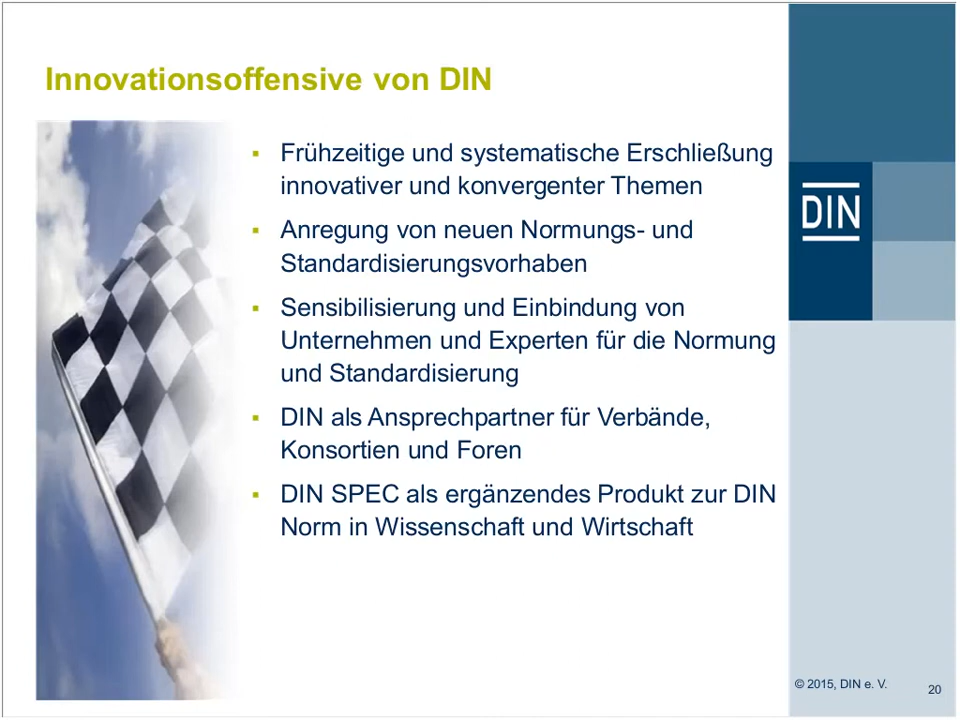 Innovationsoffensive von DIN
▪ Frühzeitige und systematische Erschließung
innovativer und konvergenter Themen
▪ Anregung von neuen Normungs- und
Standardisierungsvorhaben
▪ Sensibilisierung und Einbindung von
Unternehmen und Experten für die Normung
und Standardisierung
▪ DIN als Ansprechpartner für Verbände,
Konsortien und Foren
▪ DIN SPEC als ergänzendes Produkt zur DIN
Norm in Wissenschaft und Wirtschaft
DIN
© 2015, DIN e. V.
20